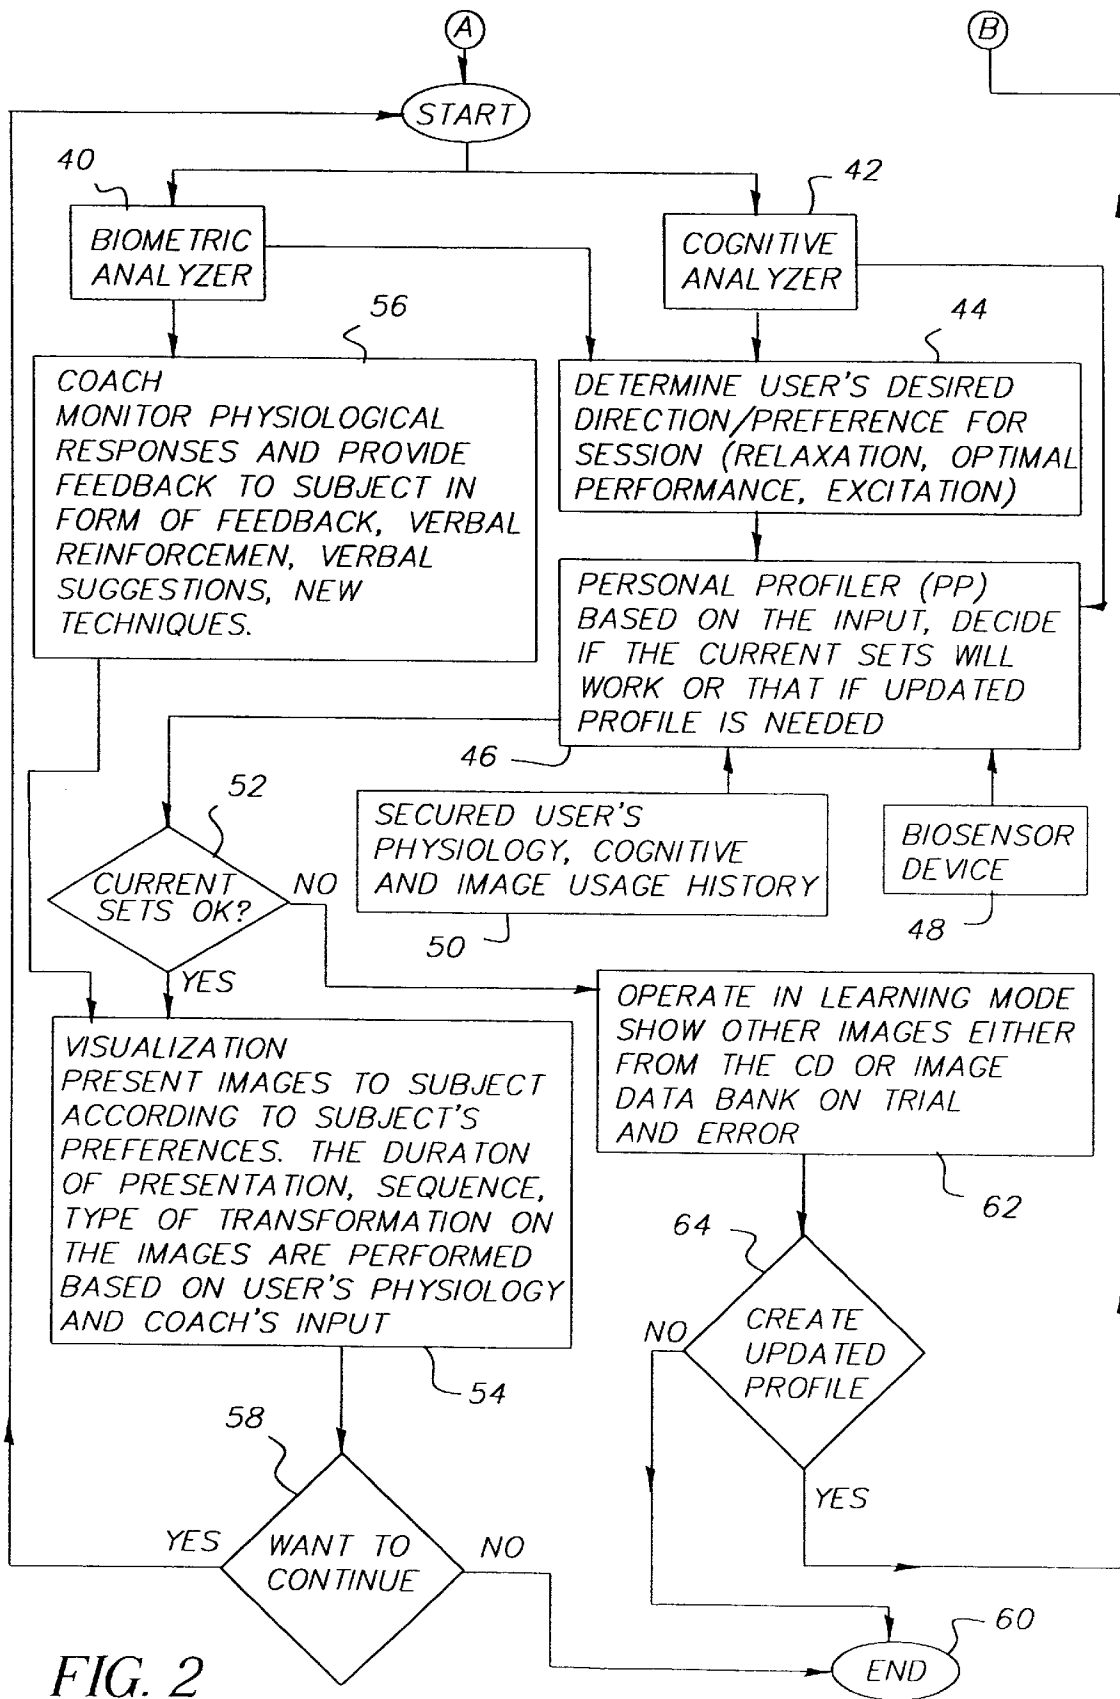 A
B
START
40
42
BIOMETRIC
ANALYZER
COGNITIVE
ANALYZER
56
44
COACH
MONITOR PHYSIOLOGICAL
RESPONSES AND PROVIDE
FEEDBACK TO SUBJECT IN
FORM OF FEEDBACK, VERBAL
REINFORCEMEN, VERBAL
SUGGESTIONS, NEW
TECHNIQUES.
DETERMINE USER'S DESIRED
DIRECTION/PREFERENCE FOR
SESSION (RELAXATION, OPTIMAL
PERFORMANCE, EXCITATION)
PERSONAL PROFILER (PP)
BASED ON THE INPUT, DECIDE
IF THE CURRENT SETS WILL
WORK OR THAT IF UPDATED
PROFILE IS NEEDED
46
52
SECURED USER'S
PHYSIOLOGY, COGNITIVE
AND IMAGE USAGE HISTORY
50
BIOSENSOR
DEVICE
48
CURRENT
SETS OK?
NO
YES
VISUALIZATION
PRESENT IMAGES TO SUBJECT
ACCORDING TO SUBJECT'S
PREFERENCES. THE DURATON
OF PRESENTATION, SEQUENCE,
TYPE OF TRANSFORMATION ON
THE IMAGES ARE PERFORMED
BASED ON USER'S PHYSIOLOGY
AND COACH'S INPUT
54
OPERATE IN LEARNING MODE
SHOW OTHER IMAGES EITHER
FROM THE CD OR IMAGE
DATA BANK ON TRIAL
AND ERROR
62
64
CREATE
UPDATED
PROFILE
NO
YES
58
WANT TO
CONTINUE
YES
NO
60
END
FIG. 2